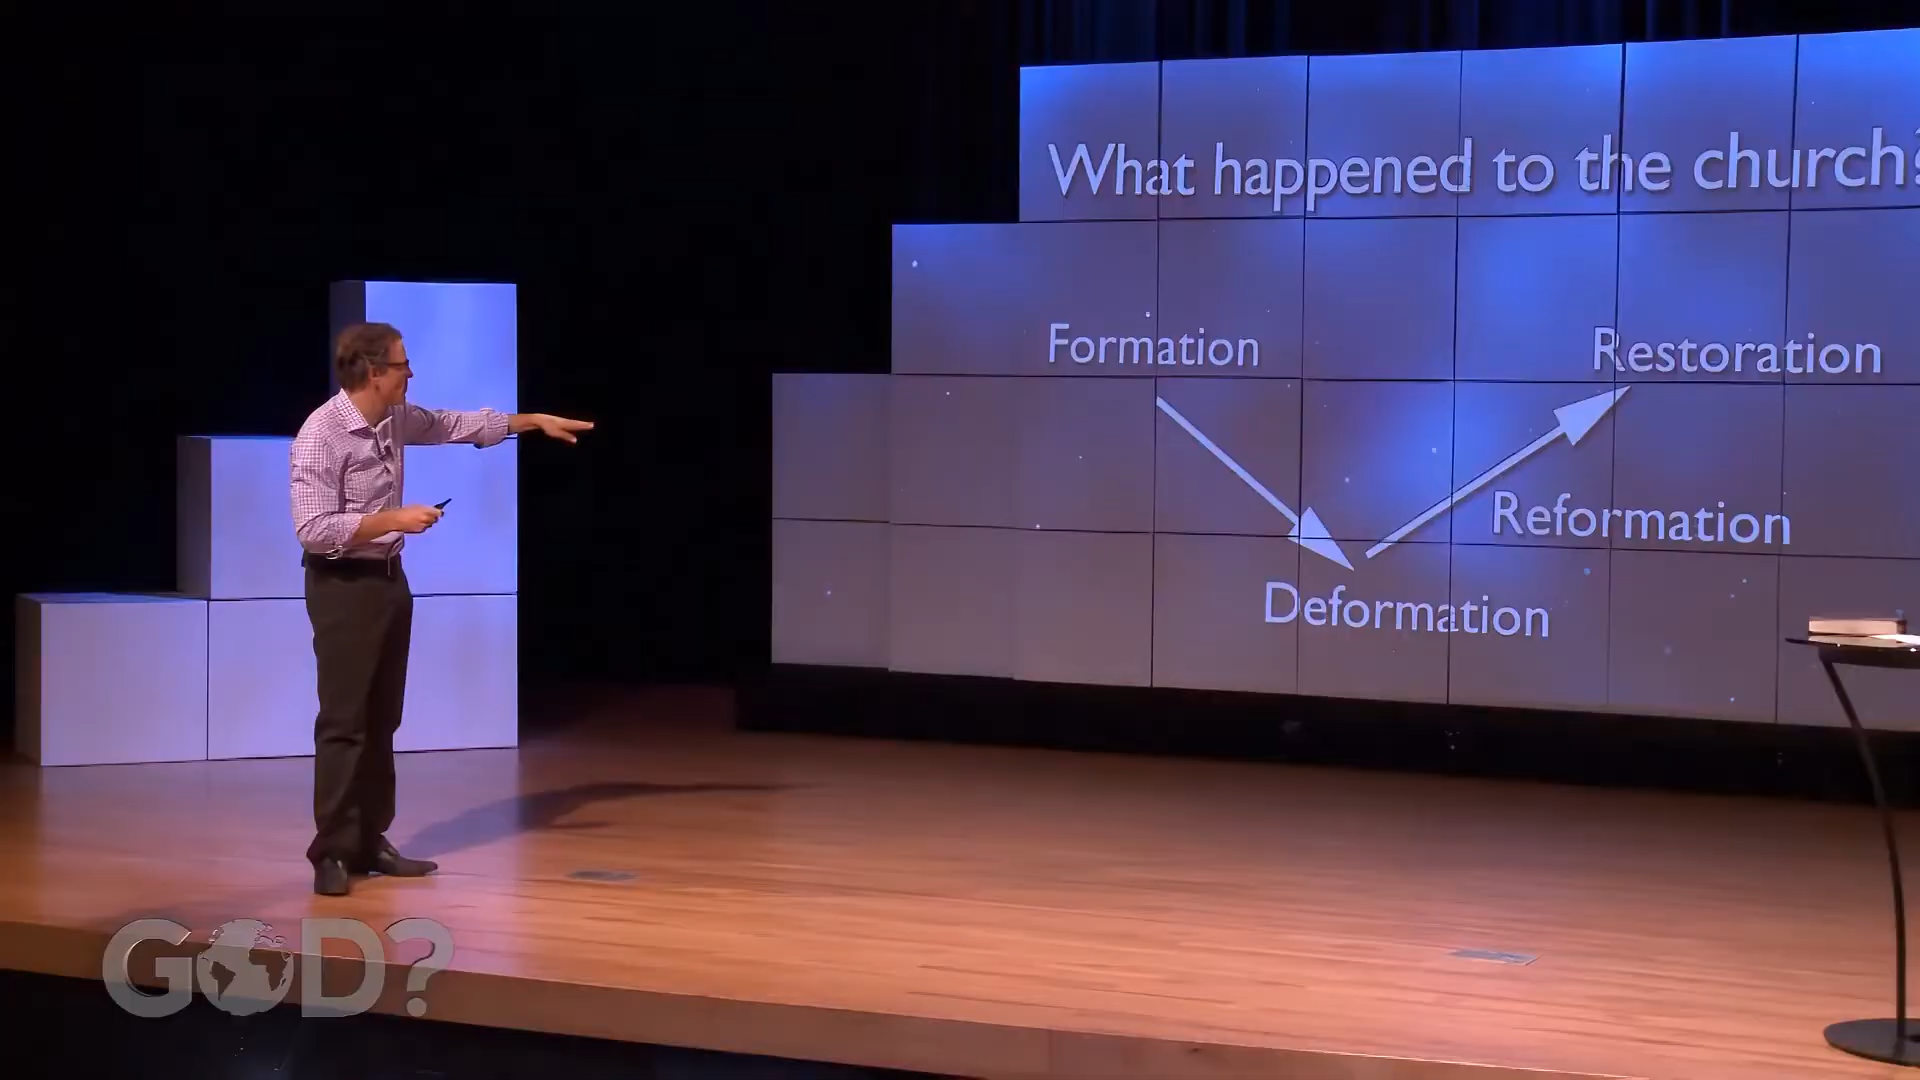 What happened to the church?
Formation
Restoration
Reformation
Deformation
GOD?